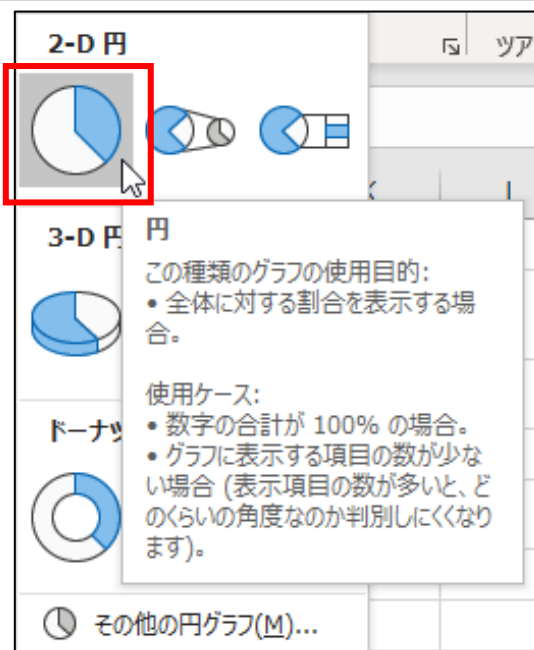 2-D 円
ツア
3-D 円
円
この種類のグラフの使用目的:
• 全体に対する割合を表示する場
合。
使用ケース:
• 数字の合計が 100% の場合。
• グラフに表示する項目の数が少な
い場合 (表示項目の数が多いと、ど
のくらいの角度なのか判別しにくくなり
ます)。
ドーナツ
その他の円グラフ(M)...